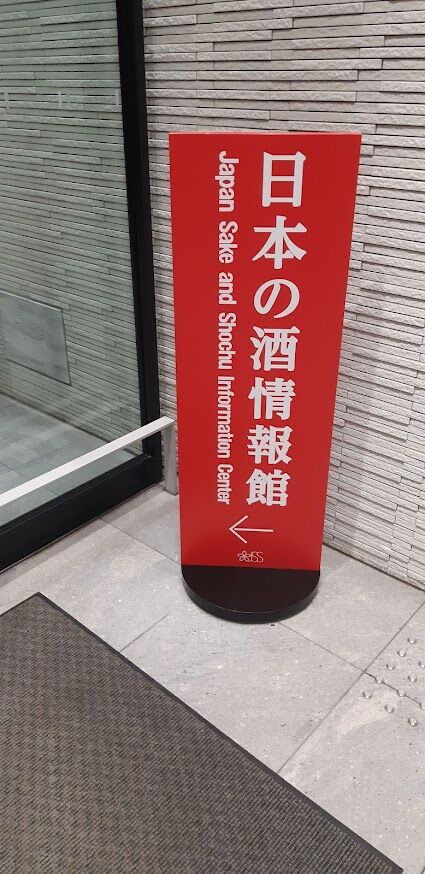 日本の酒情報館
Japan Sake and Shochu Information Center